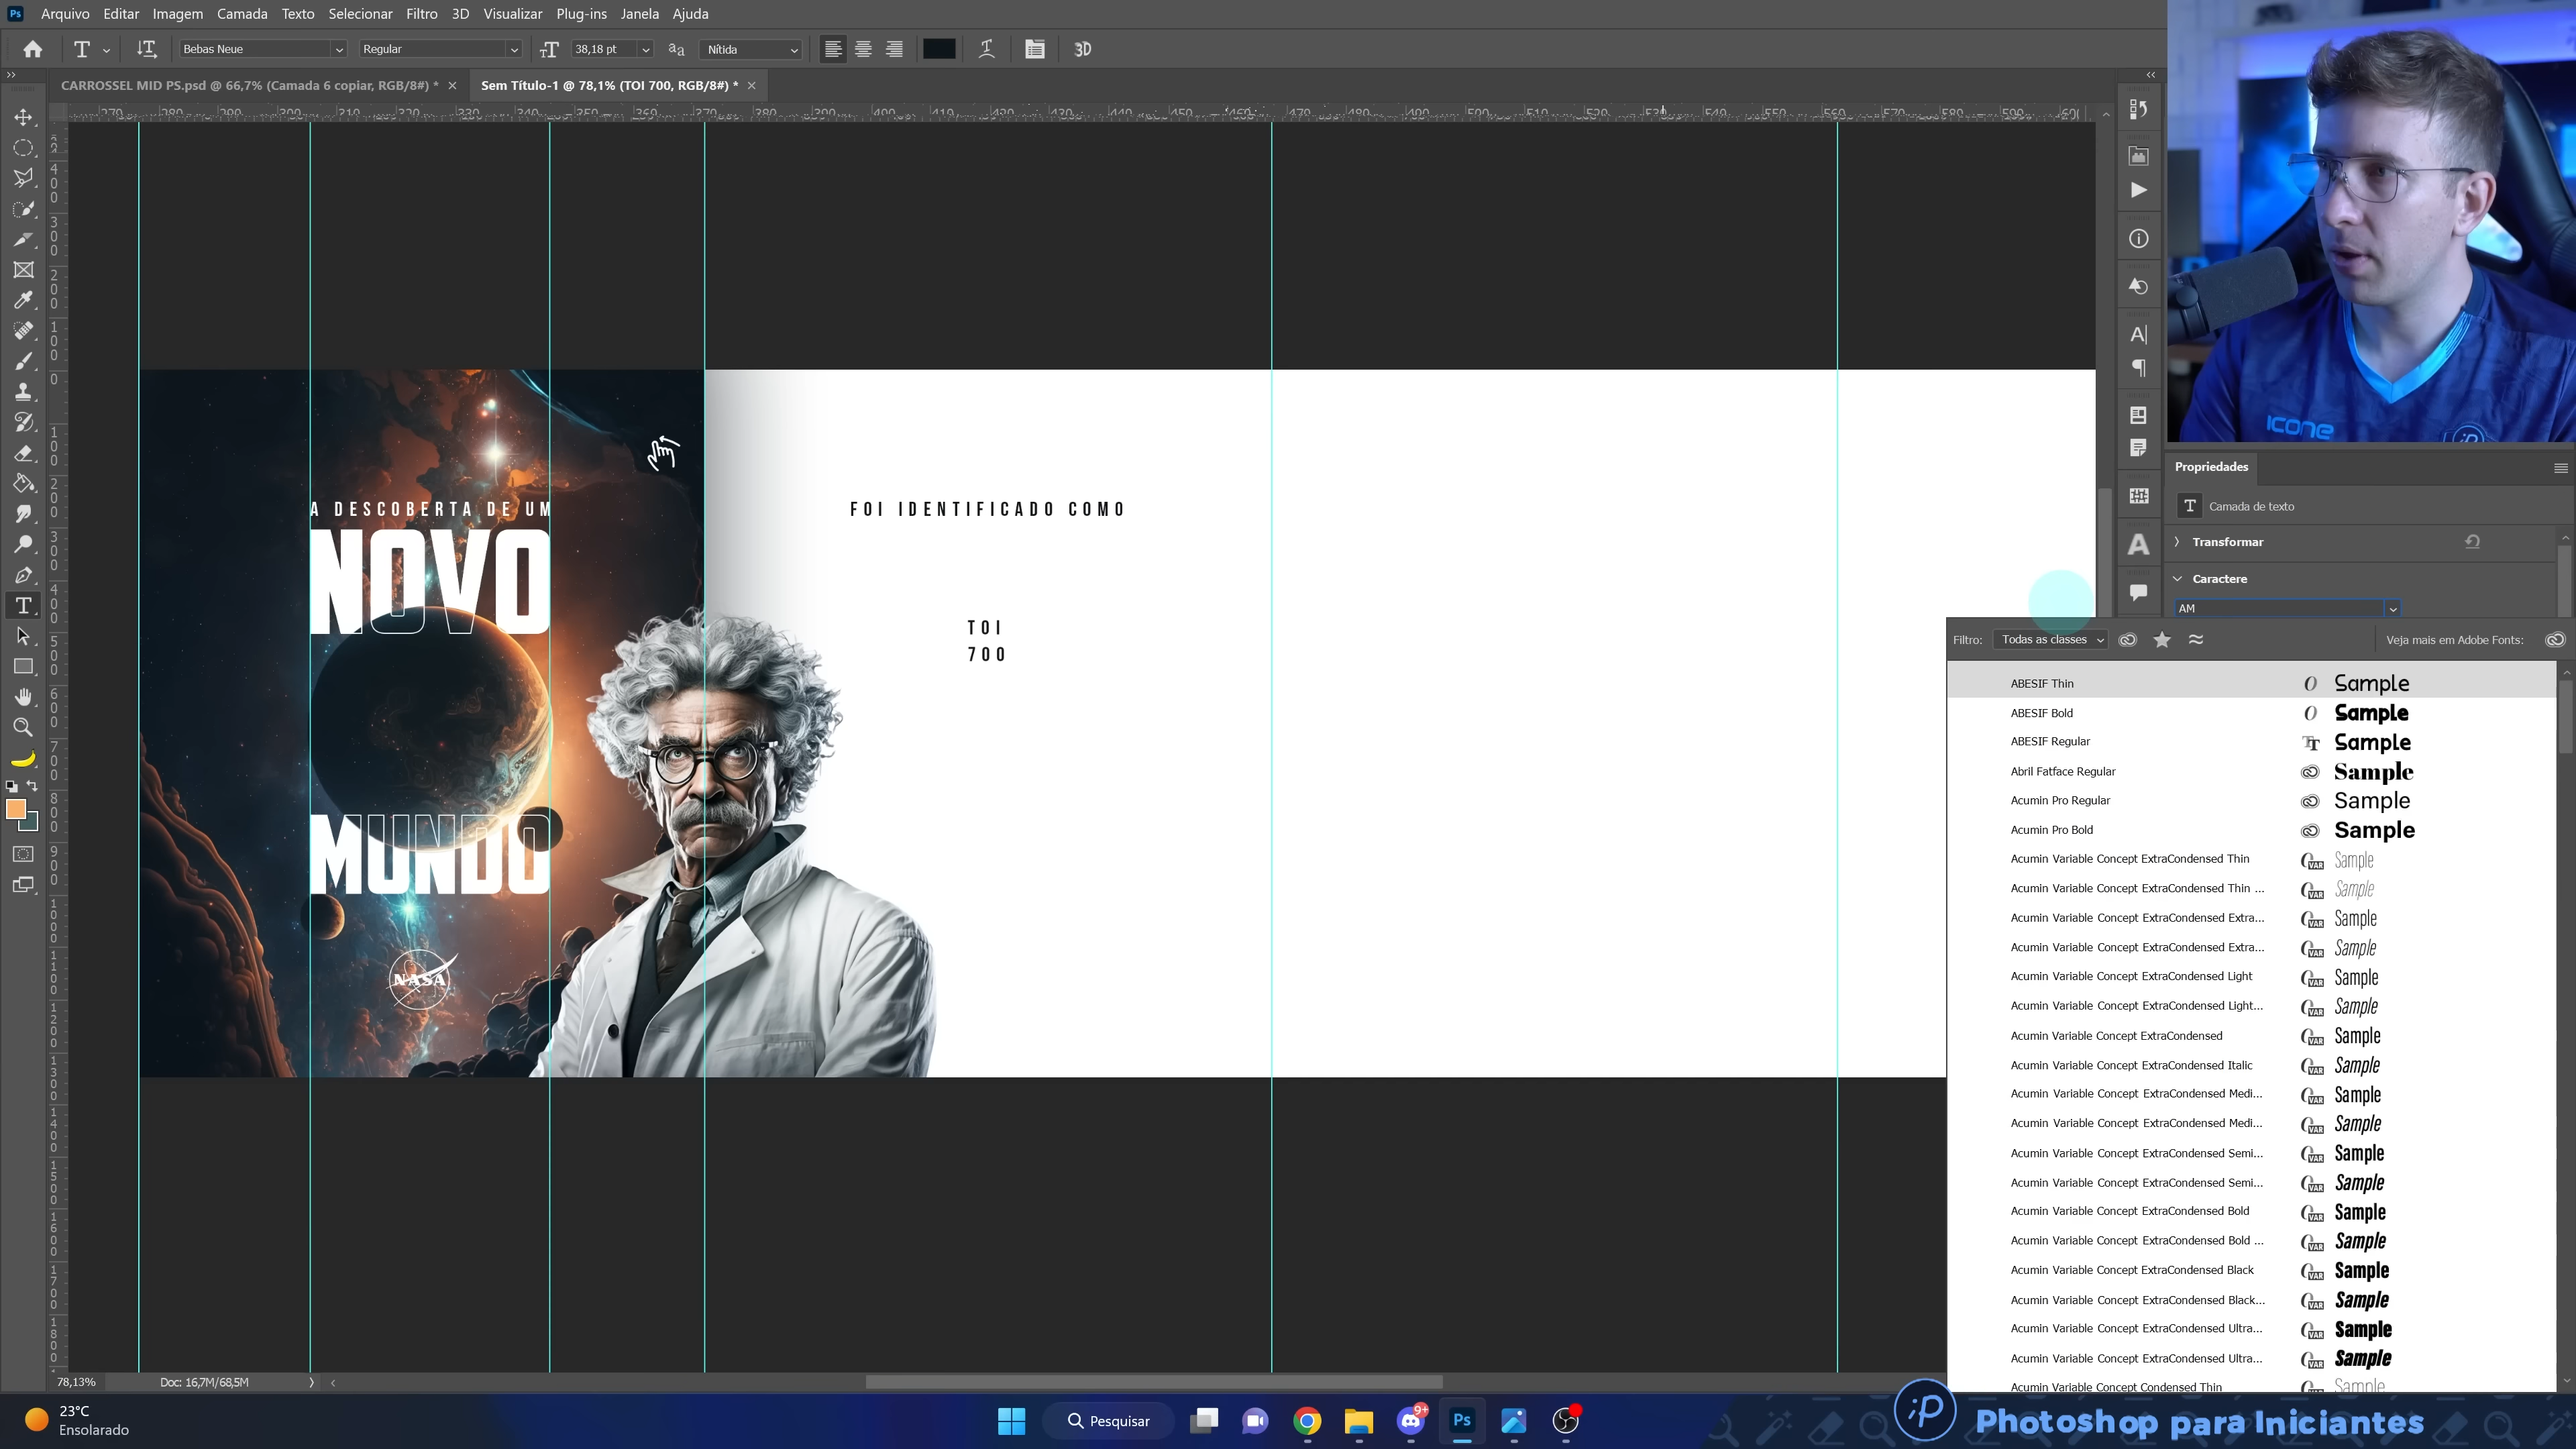 Arquivo Editar Imagem Camada Texto Selecionar Filtro 3D Visualizar Plug-ins Janela Ajuda
Bebas Neue Regular 38,18 pt Nítida 3D
CARROSSEL MID PS.psd @ 66,7% (Camada 6 copiar, RGB/8#) * Sem Título-1 @ 78,1% (TOI 700, RGB/8#) *
A DESCOBERTA DE UM
NOVO
MUNDO
NASA
FOI IDENTIFICADO COMO
TOI
700
ICONE
Propriedades
Camada de texto
Transformar
Caractere
AM
Filtro: Todas as classes Veja mais em Adobe Fonts:
ABESIF Thin Sample
ABESIF Bold Sample
ABESIF Regular Sample
Abril Fatface Regular Sample
Acumin Pro Regular Sample
Acumin Pro Bold Sample
Acumin Variable Concept ExtraCondensed Thin Sample
Acumin Variable Concept ExtraCondensed Thin ... Sample
Acumin Variable Concept ExtraCondensed Extra... Sample
Acumin Variable Concept ExtraCondensed Extra... Sample
Acumin Variable Concept ExtraCondensed Light Sample
Acumin Variable Concept ExtraCondensed Light... Sample
Acumin Variable Concept ExtraCondensed Sample
Acumin Variable Concept ExtraCondensed Italic Sample
Acumin Variable Concept ExtraCondensed Medi... Sample
Acumin Variable Concept ExtraCondensed Medi... Sample
Acumin Variable Concept ExtraCondensed Semi... Sample
Acumin Variable Concept ExtraCondensed Semi... Sample
Acumin Variable Concept ExtraCondensed Bold Sample
Acumin Variable Concept ExtraCondensed Bold ... Sample
Acumin Variable Concept ExtraCondensed Black Sample
Acumin Variable Concept ExtraCondensed Black... Sample
Acumin Variable Concept ExtraCondensed Ultra... Sample
Acumin Variable Concept ExtraCondensed Ultra... Sample
Acumin Variable Concept Condensed Thin Sample
78,13% Doc: 16,7M/68,5M
23°C
Ensolarado
Pesquisar
9+
Ps
iP Photoshop para Iniciantes